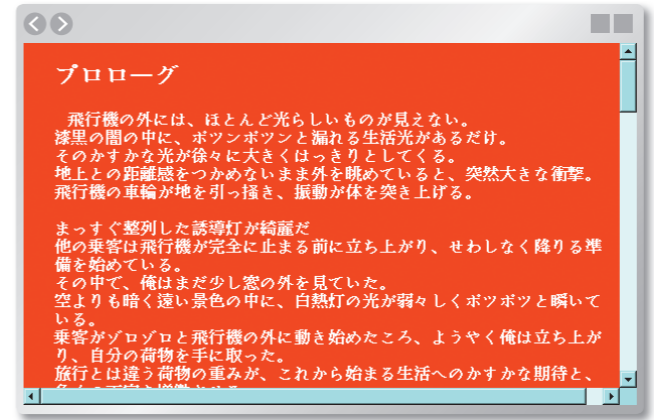 プロローグ
飛行機の外には、ほとんど光らしいものが見えない。
漆黒の闇の中に、ポツンポツンと漏れる生活光があるだけ。
そのかすかな光が徐々に大きくはっきりとしてくる。
地上との距離感をつかめないまま外を眺めていると、突然大きな衝撃。
飛行機の車輪が地を引っ掻き、振動が体を突き上げる。
まっすぐ整列した誘導灯が綺麗だ
他の乗客は飛行機が完全に止まる前に立ち上がり、せわしなく降りる準
備を始めている。
その中で、俺はまだ少し窓の外を見ていた。
空よりも暗く遠い景色の中に、白熱灯の光が弱々しくポツポツと瞬いて
いる。
乗客がゾロゾロと飛行機の外に動き始めたころ、ようやく俺は立ち上が
り、自分の荷物を手に取った。
旅行とは違う荷物の重みが、これから始まる生活へのかすかな期待と、